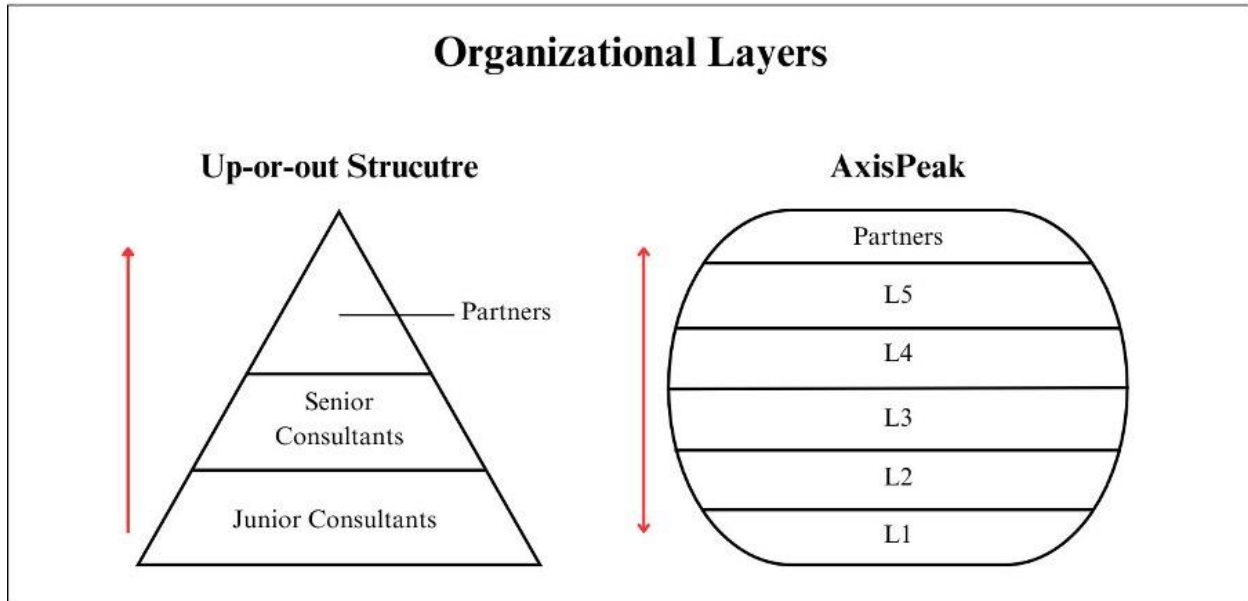 Organizational Layers
Up-or-out Strucutre
Partners
Senior
Consultants
Junior Consultants
AxisPeak
Partners
L5
L4
L3
L2
L1